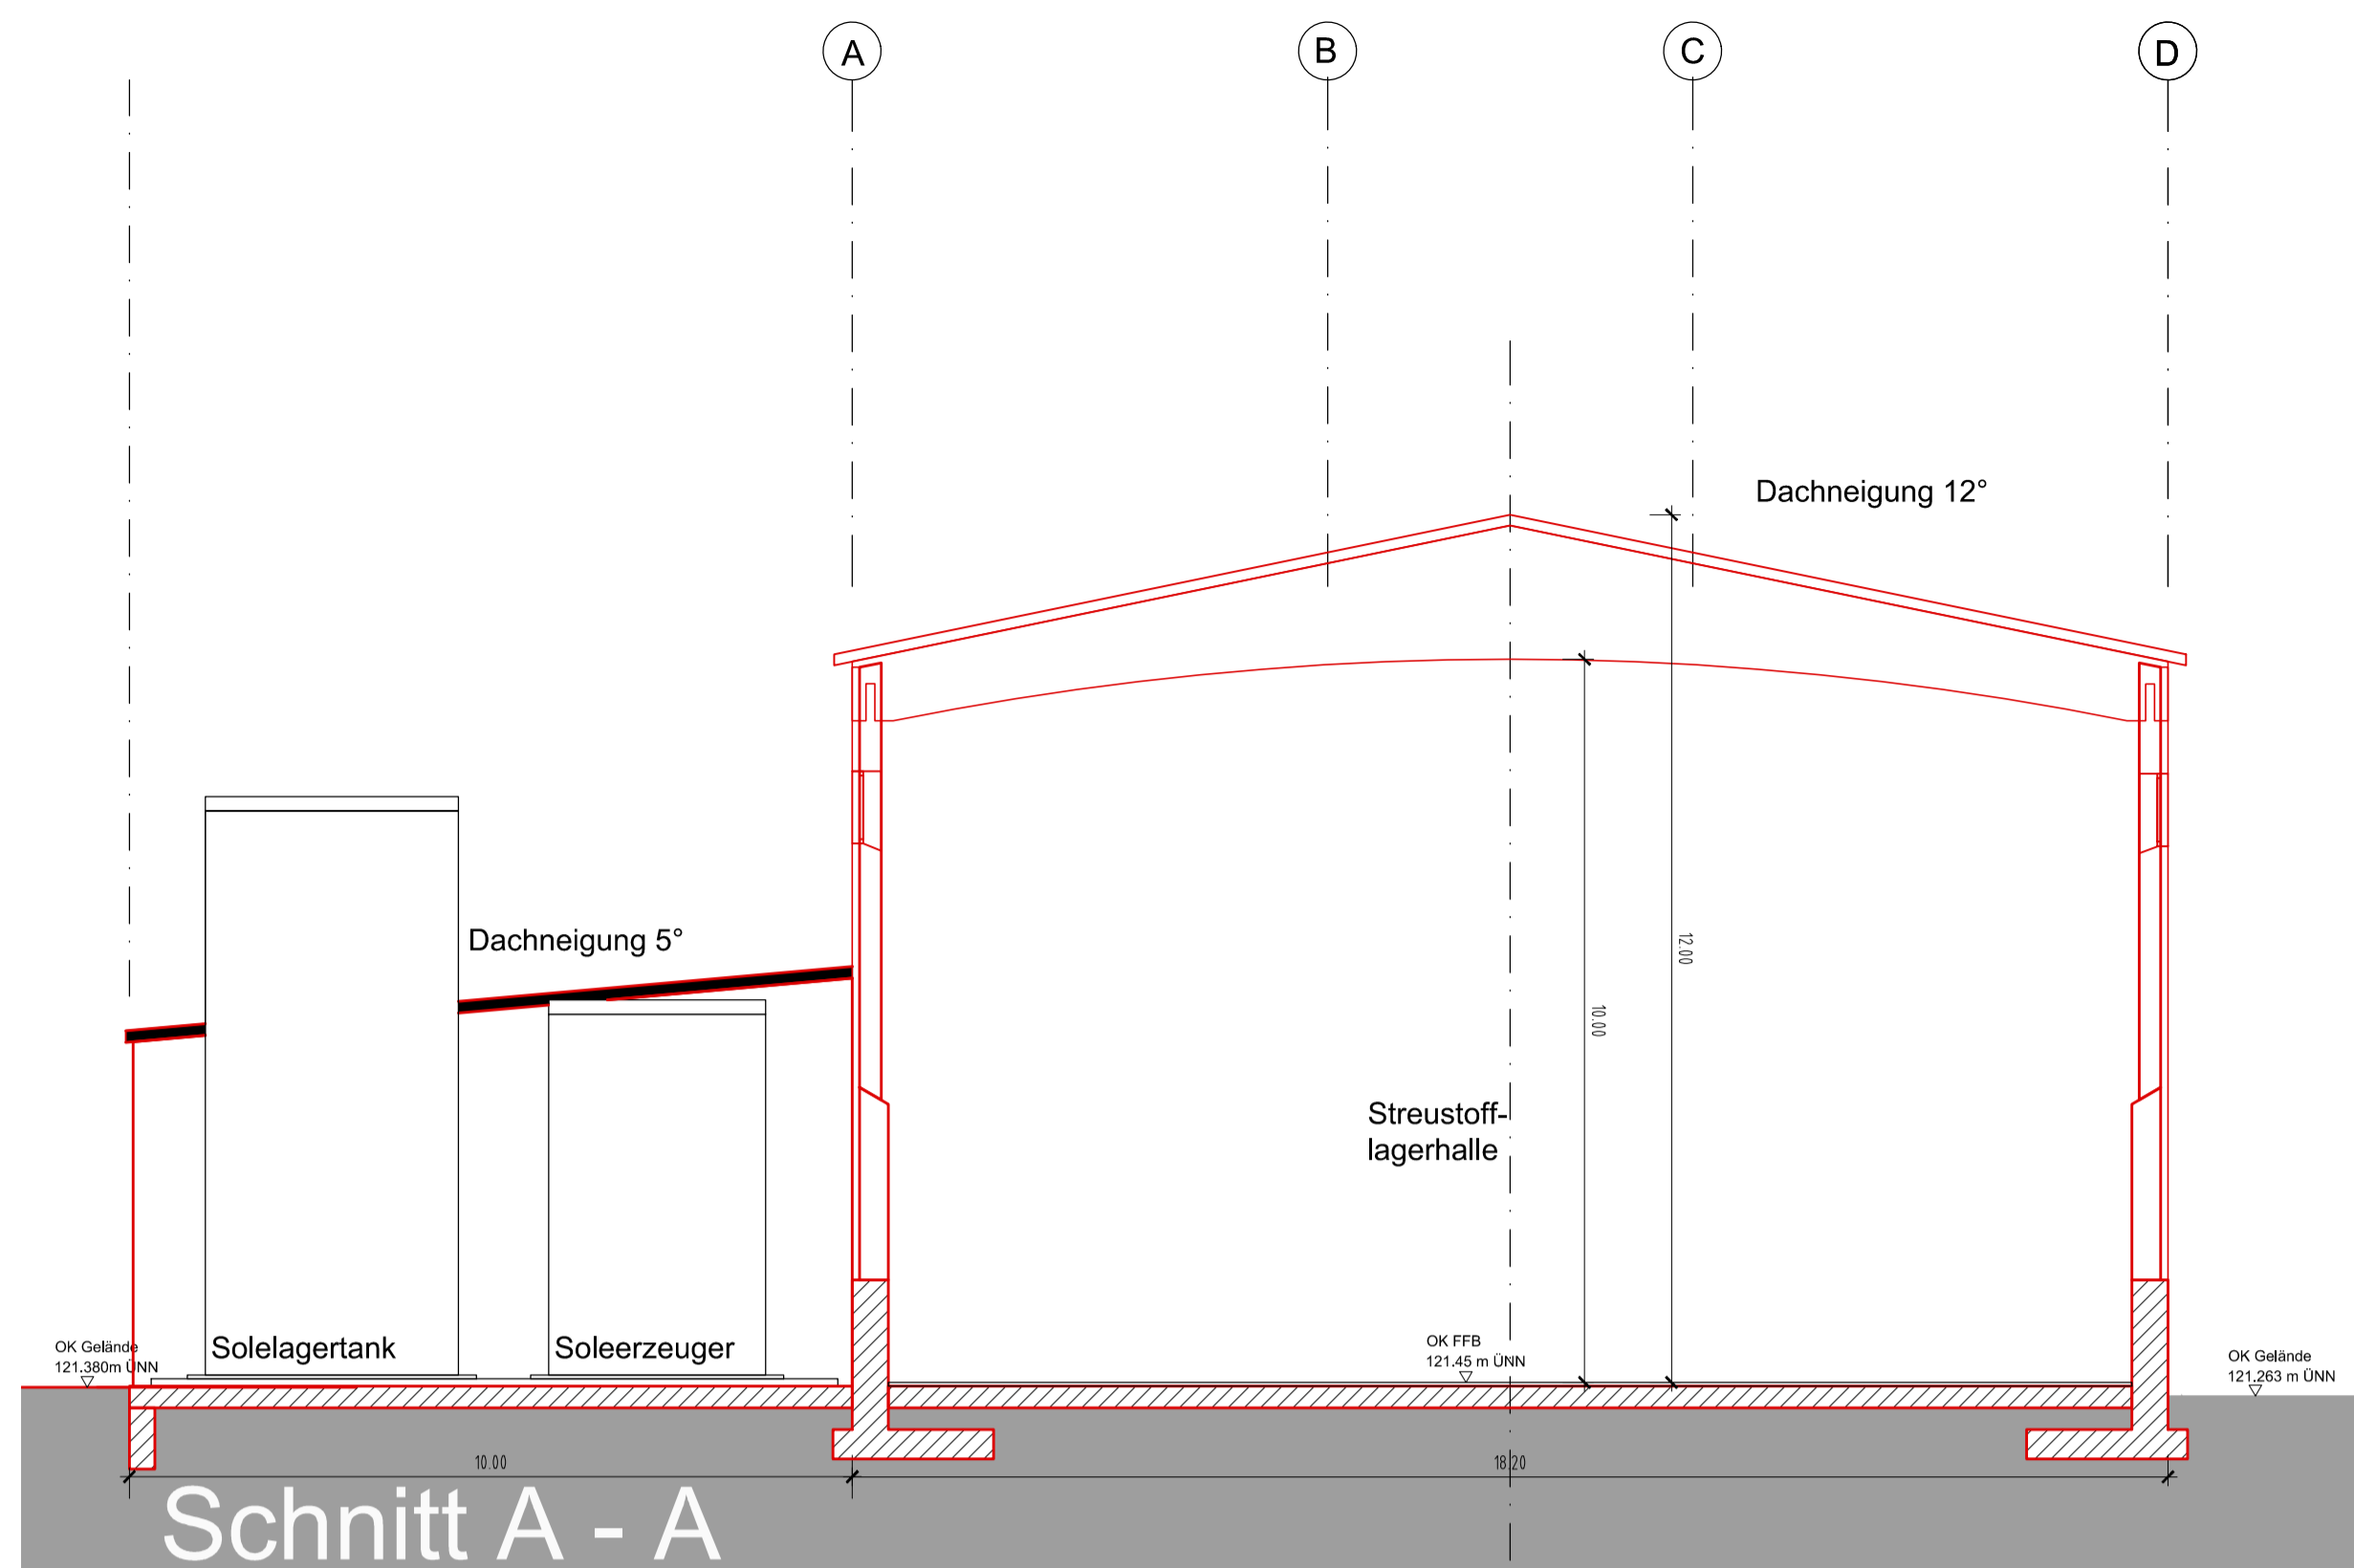 A
B
C
D
Dachneigung 12°
Dachneigung 5°
12.00
10.00
Streustoff-
lagerhalle
Solelagertank
Soleerzeuger
OK Gelände
121.380m ÜNN
OK FFB
121.45 m ÜNN
OK Gelände
121.263 m ÜNN
10.00
18.20
Schnitt A - A